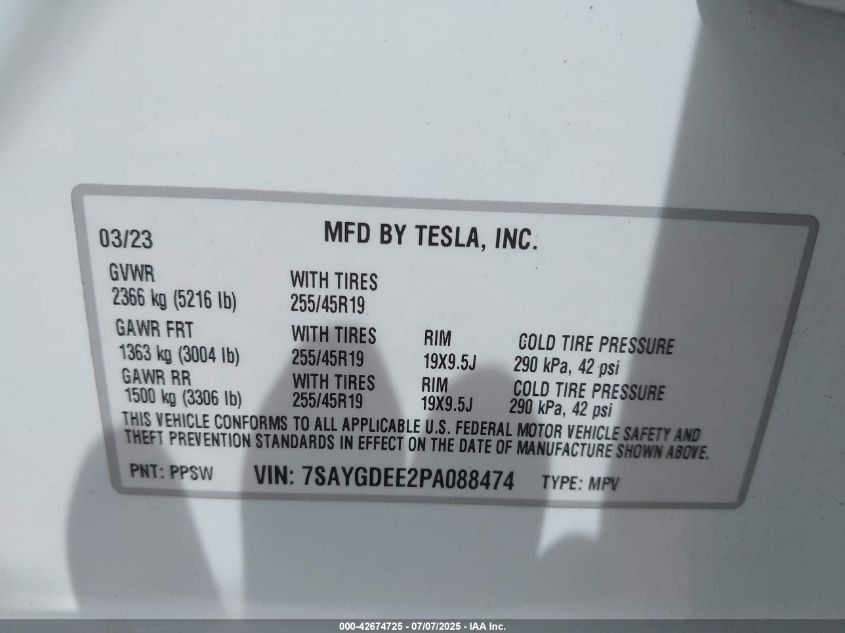 03/23 MFD BY TESLA, INC.
GVWR WITH TIRES
2366 kg (5216 lb) 255/45R19
GAWR FRT WITH TIRES RIM COLD TIRE PRESSURE
1363 kg (3004 lb) 255/45R19 19X9.5J 290 kPa, 42 psi
GAWR RR WITH TIRES RIM COLD TIRE PRESSURE
1500 kg (3306 lb) 255/45R19 19X9.5J 290 kPa, 42 psi
THIS VEHICLE CONFORMS TO ALL APPLICABLE U.S. FEDERAL MOTOR VEHICLE SAFETY AND
THEFT PREVENTION STANDARDS IN EFFECT ON THE DATE OF MANUFACTURE SHOWN ABOVE.
PNT: PPSW VIN: 7SAYGDEE2PA088474 TYPE: MPV
000-42674725 - 07/07/2025 - IAA Inc.